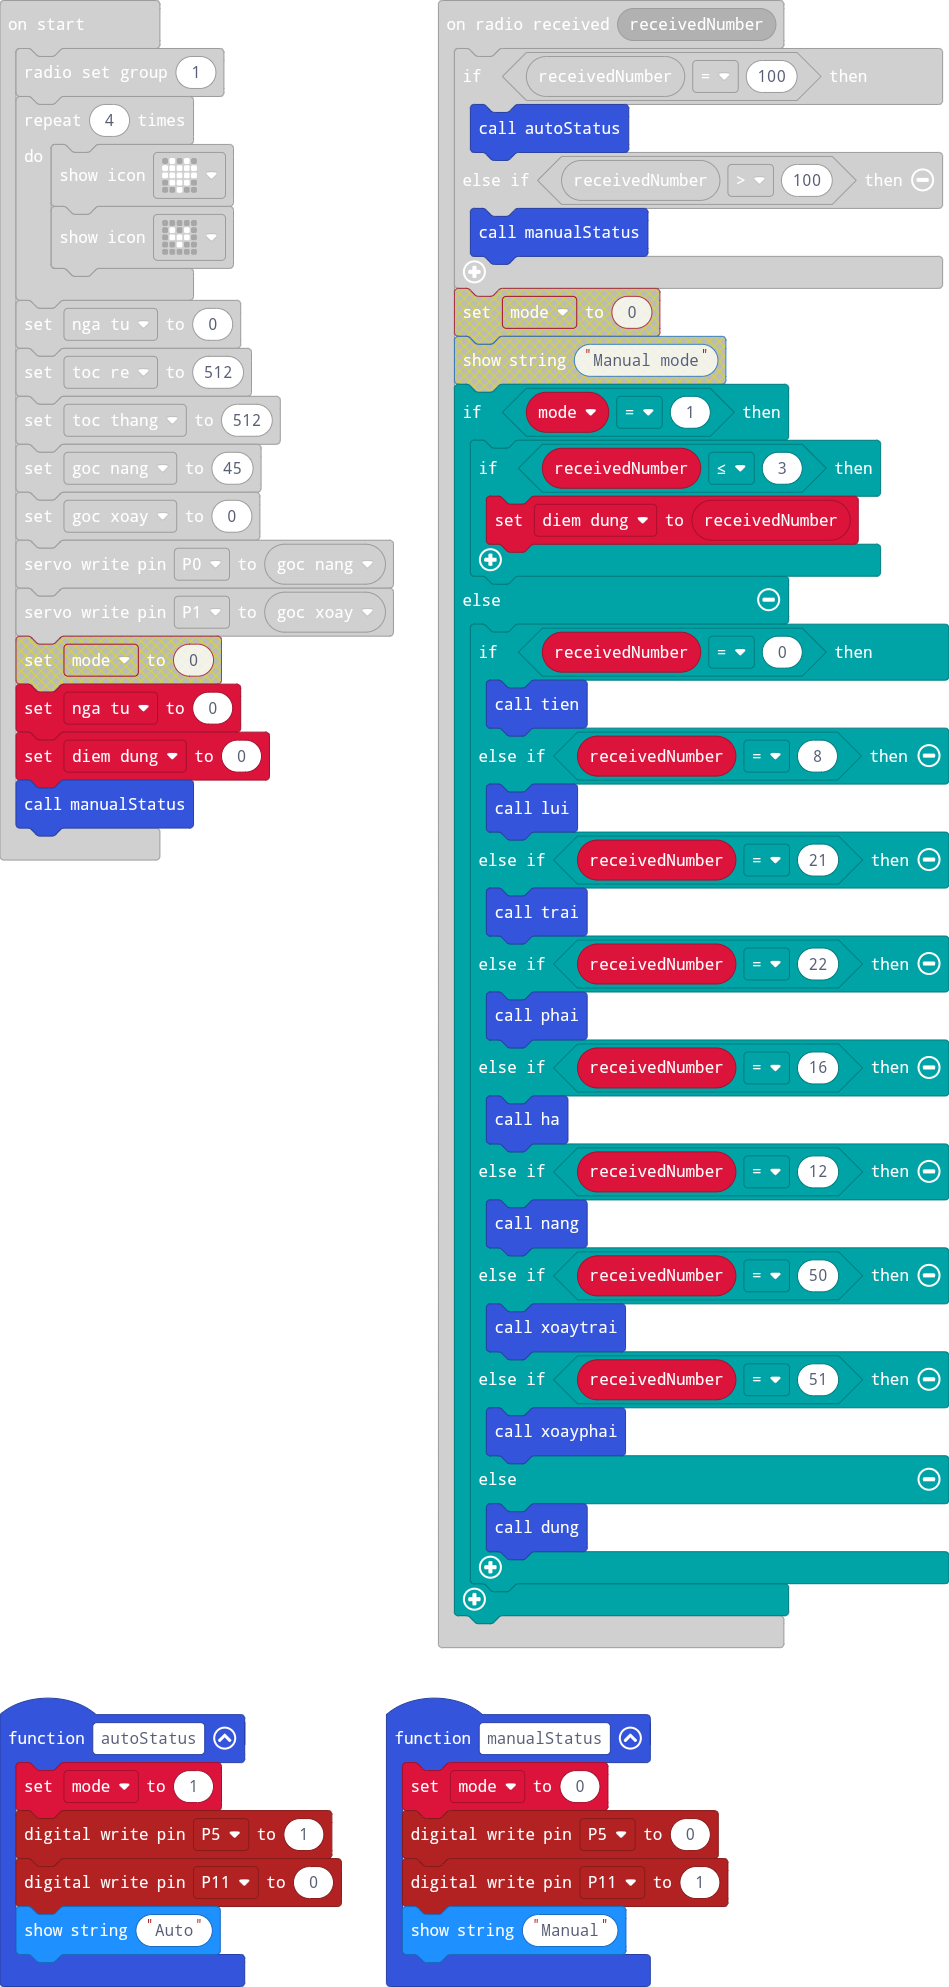 on start
radio set group 1
repeat 4 times
do
show icon
show icon
set nga tu to 0
set toc re to 512
set toc thang to 512
set goc nang to 45
set goc xoay to 0
servo write pin P0 to goc nang
servo write pin P1 to goc xoay
set mode to 0
set nga tu to 0
set diem dung to 0
call manualStatus
on radio received receivedNumber
if receivedNumber = 100 then
call autoStatus
else if receivedNumber > 100 then
call manualStatus
set mode to 0
show string "Manual mode"
if mode = 1 then
if receivedNumber ≤ 3 then
set diem dung to receivedNumber
else
if receivedNumber = 0 then
call tien
else if receivedNumber = 8 then
call lui
else if receivedNumber = 21 then
call trai
else if receivedNumber = 22 then
call phai
else if receivedNumber = 16 then
call ha
else if receivedNumber = 12 then
call nang
else if receivedNumber = 50 then
call xoaytrai
else if receivedNumber = 51 then
call xoayphai
else
call dung
function autoStatus
set mode to 1
digital write pin P5 to 1
digital write pin P11 to 0
show string "Auto"
function manualStatus
set mode to 0
digital write pin P5 to 0
digital write pin P11 to 1
show string "Manual"